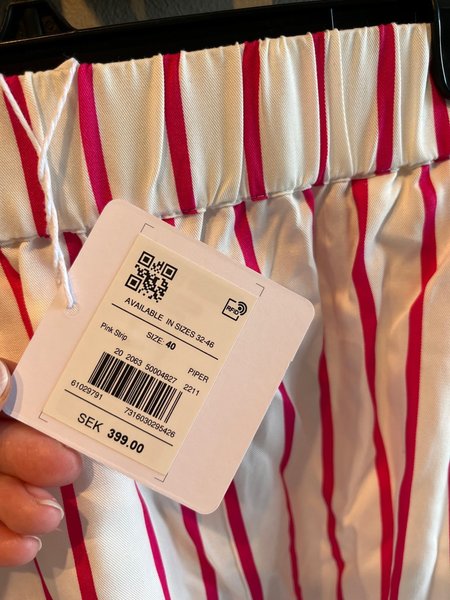 RFID
AVAILABLE IN SIZES 32-46
SIZE: 40
Pink Strip
PIPER
20 2063 50004827 2211
61029791
7316030295426
SEK 399.00